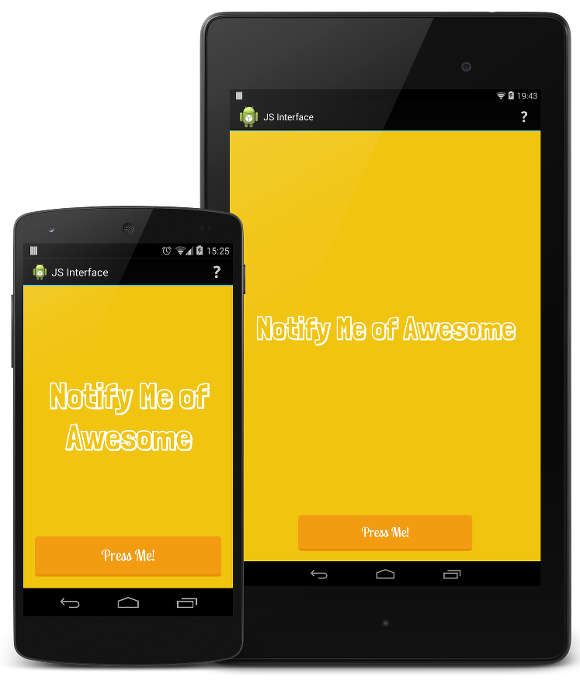 19:43
JS Interface
?
Notify Me of Awesome
Press Me!
15:25
JS Interface
?
Notify Me of
Awesome
Press Me!